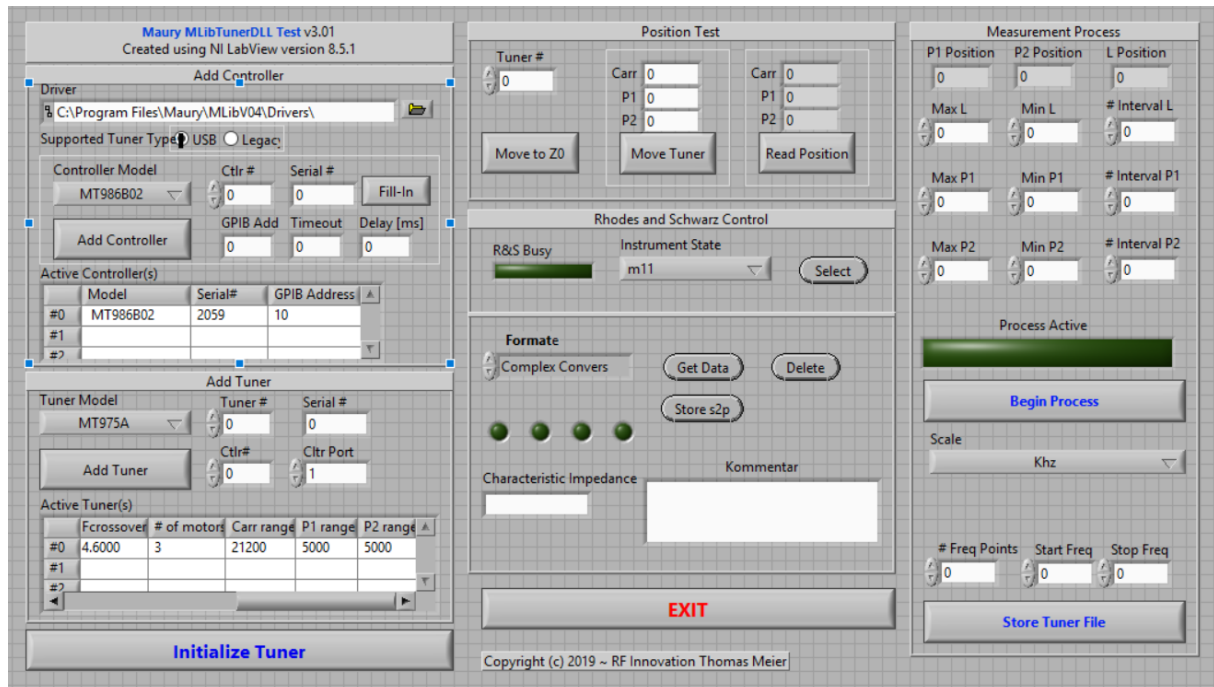 Maury MLibTunerDLL Test v3.01
Created using NI LabView version 8.5.1
Add Controller
Driver
C:\Program Files\Maury\MLibV04\Drivers\
Supported Tuner Type USB Legacy
Controller Model Ctlr # Serial #
MT986B02 0 0 Fill-In
GPIB Add Timeout Delay [ms]
Add Controller 0 0 0
Active Controller(s)
Model Serial# GPIB Address
#0 MT986B02 2059 10
#1
#2
Add Tuner
Tuner Model Tuner # Serial #
MT975A 0 0
Ctlr# Cltr Port
Add Tuner 0 1
Active Tuner(s)
Fcrossover # of motors Carr range P1 range P2 range
#0 4.6000 3 21200 5000 5000
#1
#2
Initialize Tuner
Position Test
Tuner #
0
Carr 0 Carr 0
P1 0 P1 0
P2 0 P2 0
Move to Z0 Move Tuner Read Position
Rhodes and Schwarz Control
R&S Busy Instrument State
m11 Select
Formate
Complex Convers Get Data Delete
Store s2p
Characteristic Impedance Kommentar
EXIT
Copyright (c) 2019 ~ RF Innovation Thomas Meier
Measurement Process
P1 Position P2 Position L Position
0 0 0
Max L Min L # Interval L
0 0 0
Max P1 Min P1 # Interval P1
0 0 0
Max P2 Min P2 # Interval P2
0 0 0
Process Active
Begin Process
Scale
Khz
# Freq Points Start Freq Stop Freq
0 0 0
Store Tuner File